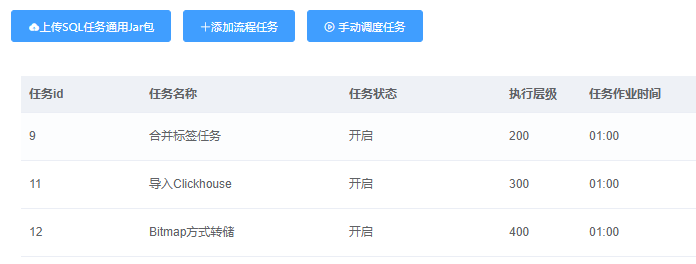 上传SQL任务通用Jar包 添加流程任务 手动调度任务
任务id 任务名称 任务状态 执行层级 任务作业时间
9 合并标签任务 开启 200 01:00
11 导入Clickhouse 开启 300 01:00
12 Bitmap方式转储 开启 400 01:00